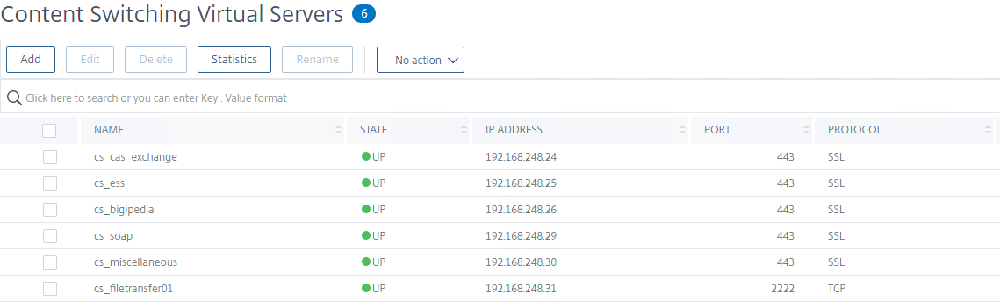 Content Switching Virtual Servers 6
Add Edit Delete Statistics Rename No action
Click here to search or you can enter Key : Value format
NAME STATE IP ADDRESS PORT PROTOCOL
cs_cas_exchange UP 192.168.248.24 443 SSL
cs_ess UP 192.168.248.25 443 SSL
cs_bigipedia UP 192.168.248.26 443 SSL
cs_soap UP 192.168.248.29 443 SSL
cs_miscellaneous UP 192.168.248.30 443 SSL
cs_filetransfer01 UP 192.168.248.31 2222 TCP